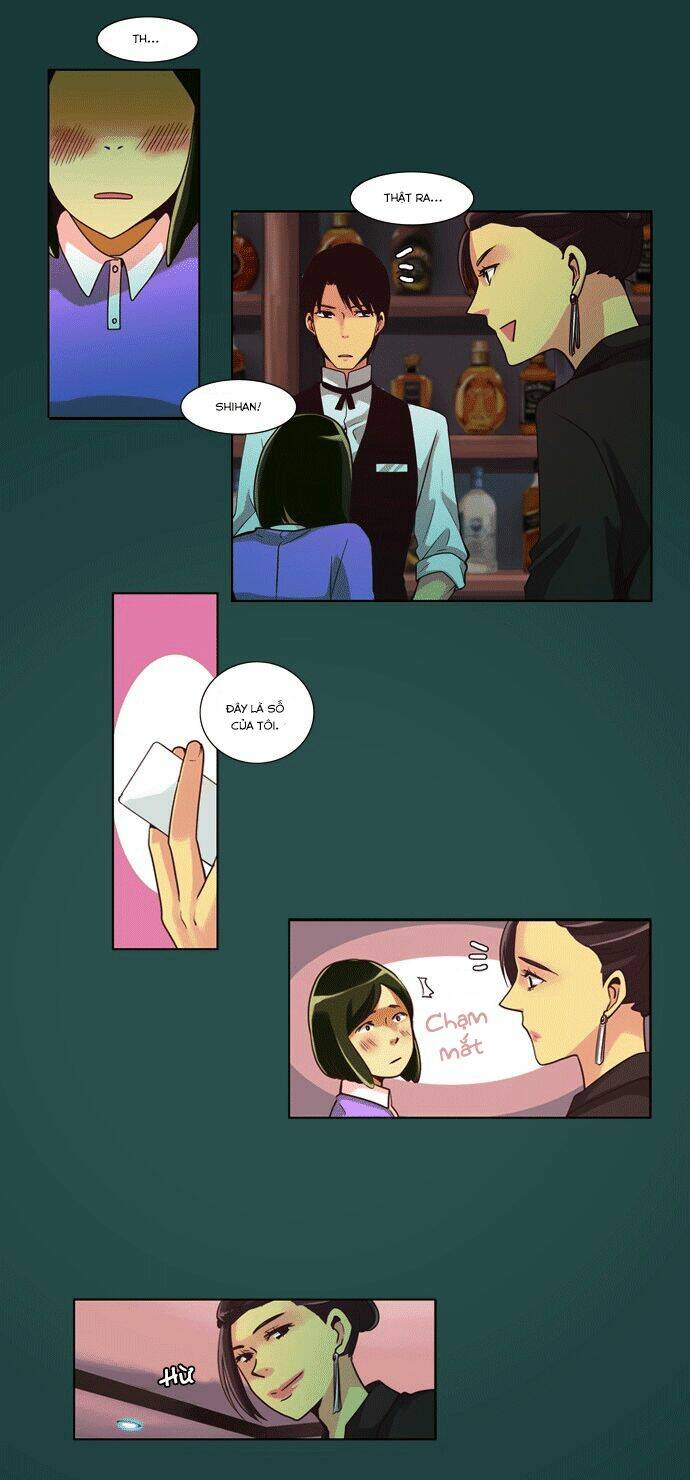 TH...
THẬT RA...
SHIHAN!
ĐÂY LÀ SỐ
CỦA TÔI.
Chạm
mắt
Hừ